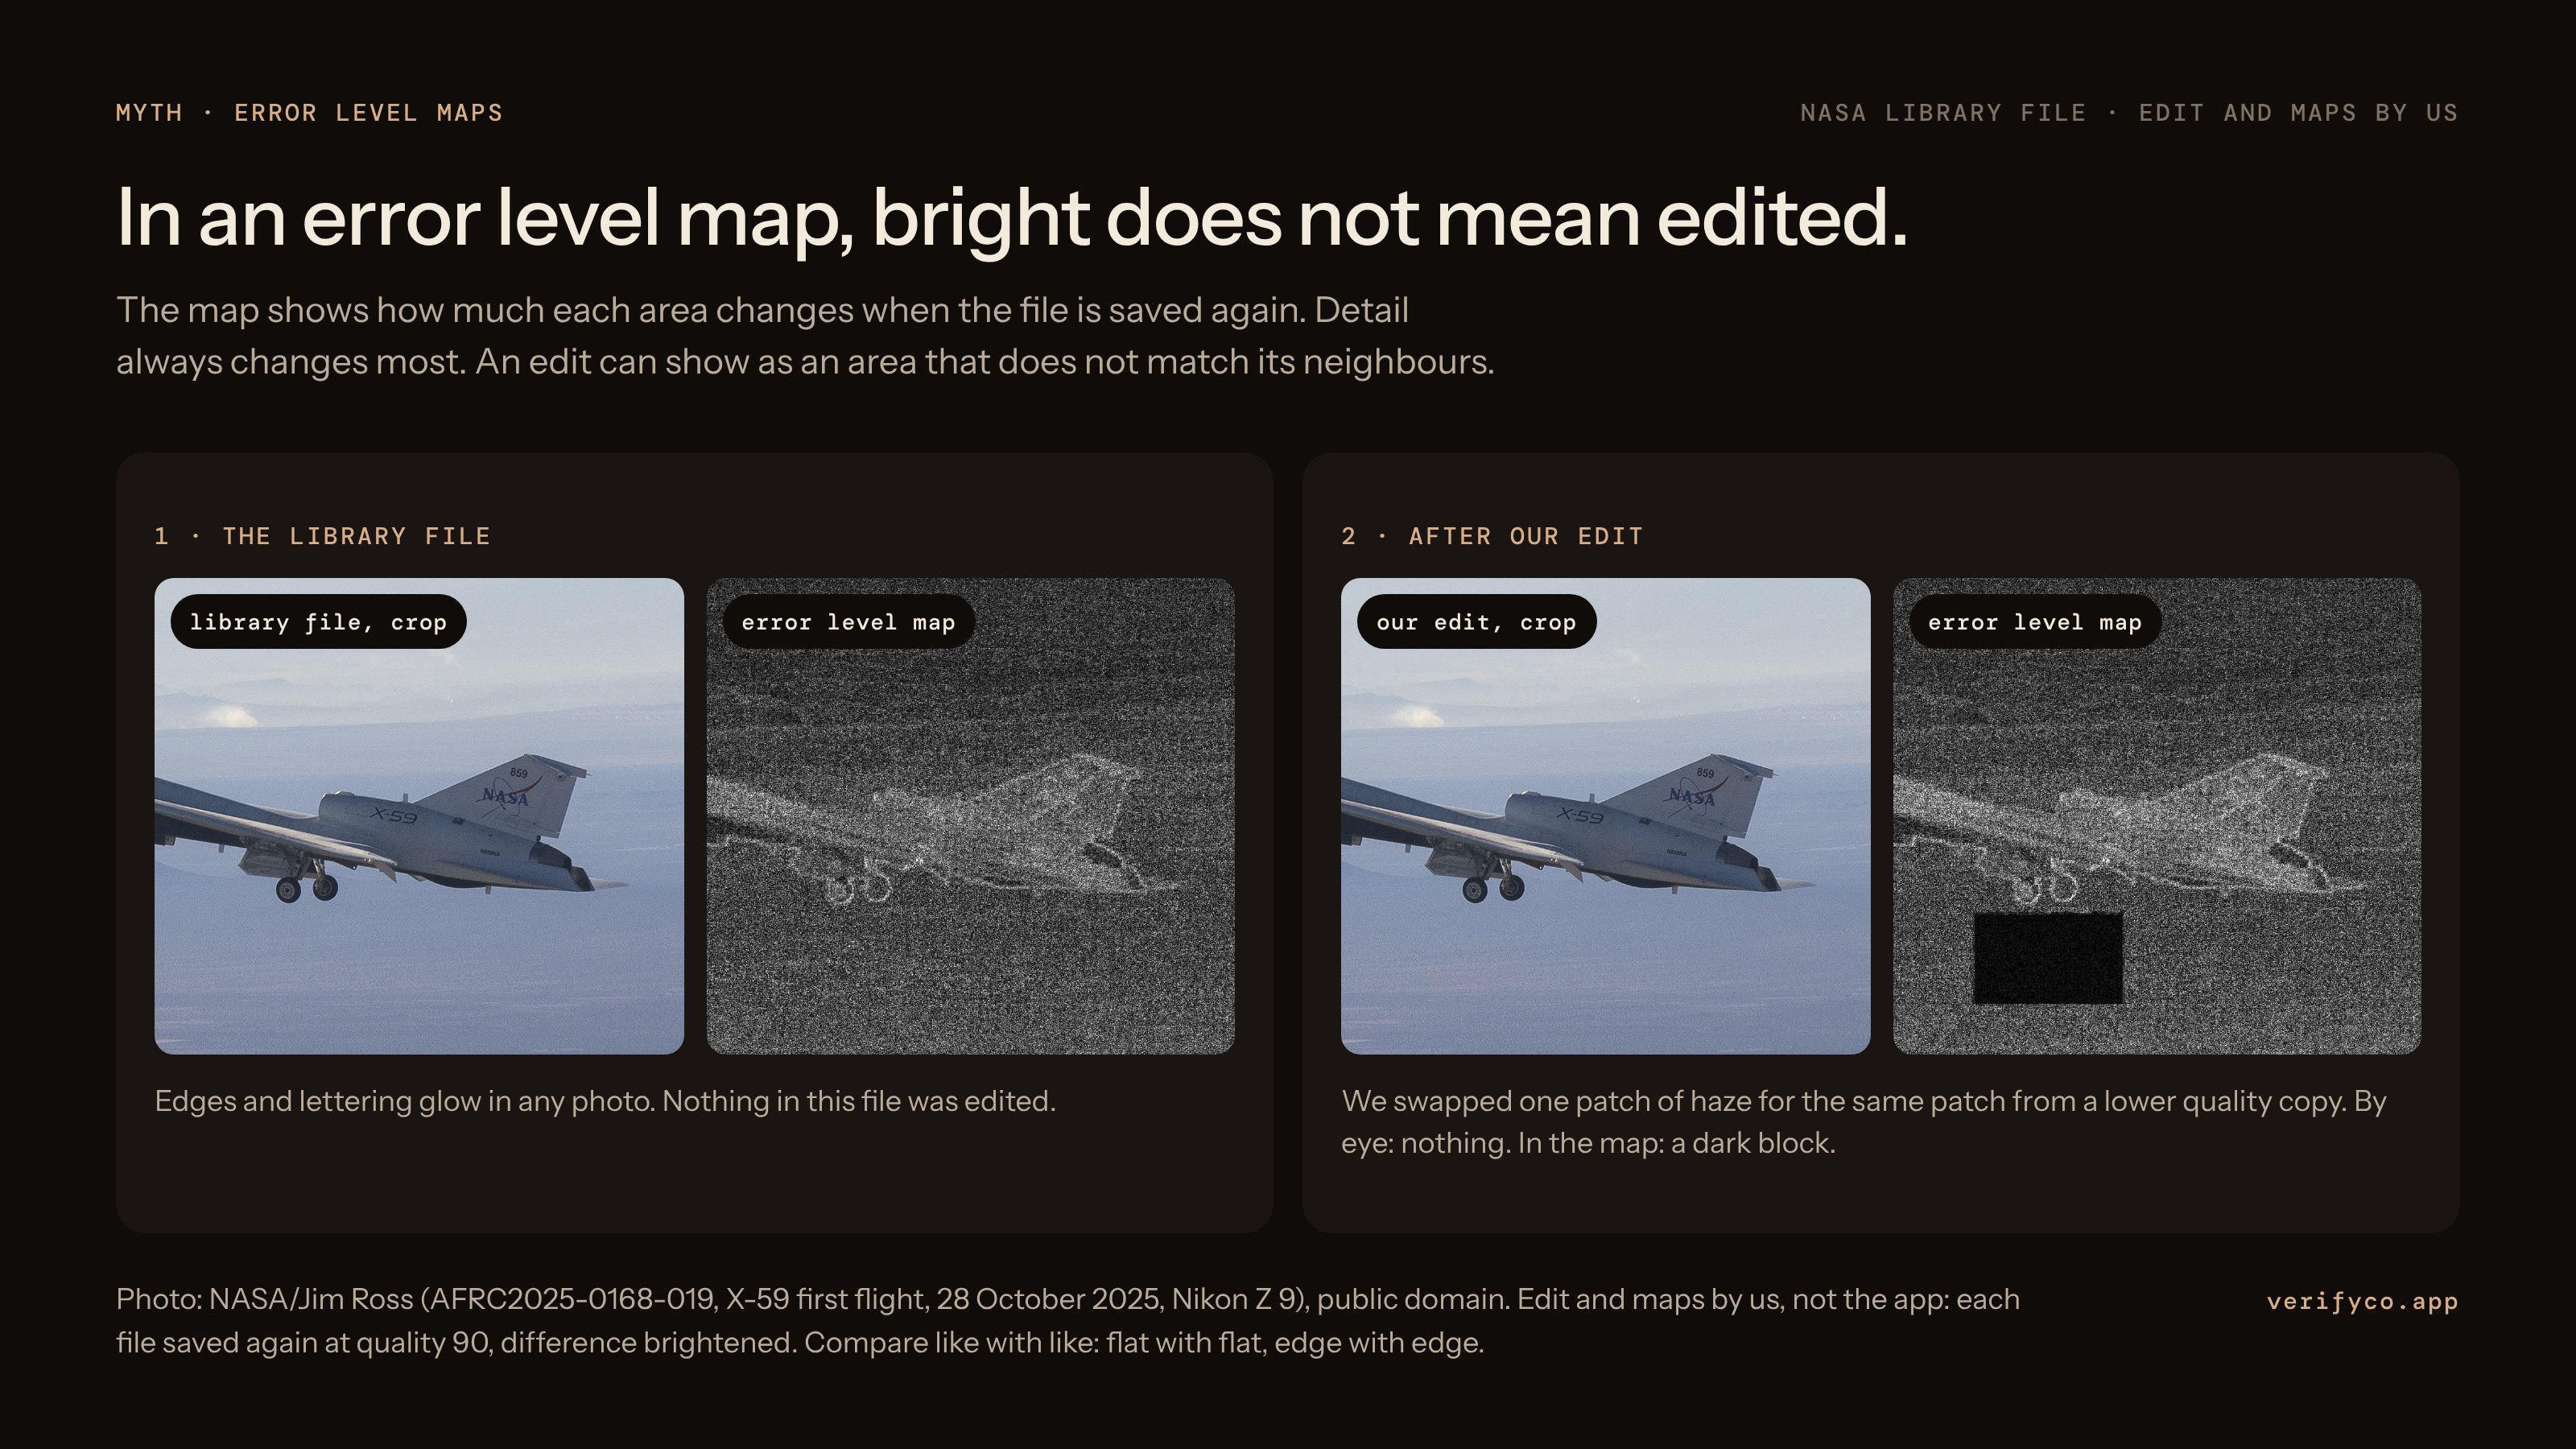 MYTH · ERROR LEVEL MAPS
NASA LIBRARY FILE · EDIT AND MAPS BY US
In an error level map, bright does not mean edited.
The map shows how much each area changes when the file is saved again. Detail
always changes most. An edit can show as an area that does not match its neighbours.
1 · THE LIBRARY FILE
library file, crop
859
NASA
X-59
error level map
Edges and lettering glow in any photo. Nothing in this file was edited.
2 · AFTER OUR EDIT
our edit, crop
859
NASA
X-59
error level map
We swapped one patch of haze for the same patch from a lower quality copy. By
eye: nothing. In the map: a dark block.
Photo: NASA/Jim Ross (AFRC2025-0168-019, X-59 first flight, 28 October 2025, Nikon Z 9), public domain. Edit and maps by us, not the app: each
file saved again at quality 90, difference brightened. Compare like with like: flat with flat, edge with edge.
verifyco.app